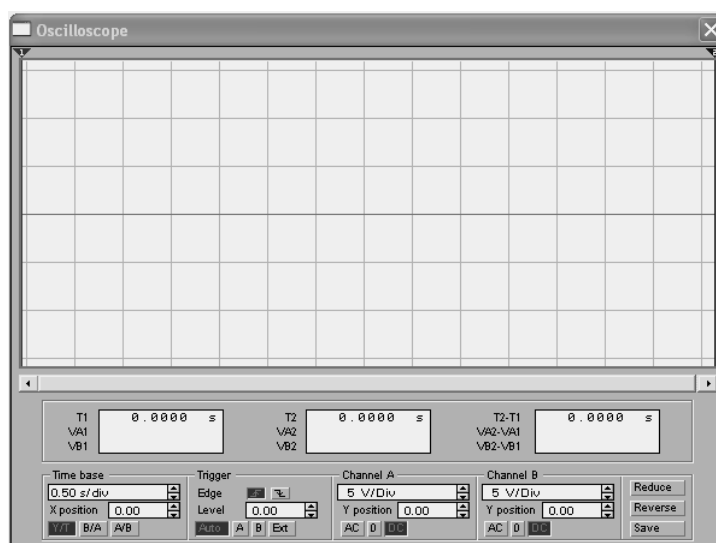 Oscilloscope
1
T1 0.0000 s T2 0.0000 s T2-T1 0.0000 s
VA1 VA2 VA2-VA1
VB1 VB2 VB2-VB1
Time base Trigger Channel A Channel B
0.50 s/div Edge 5 V/Div 5 V/Div Reduce
X position 0.00 Level 0.00 Y position 0.00 Y position 0.00 Reverse
Y/T B/A A/B Auto A B Ext AC 0 DC AC 0 DC Save